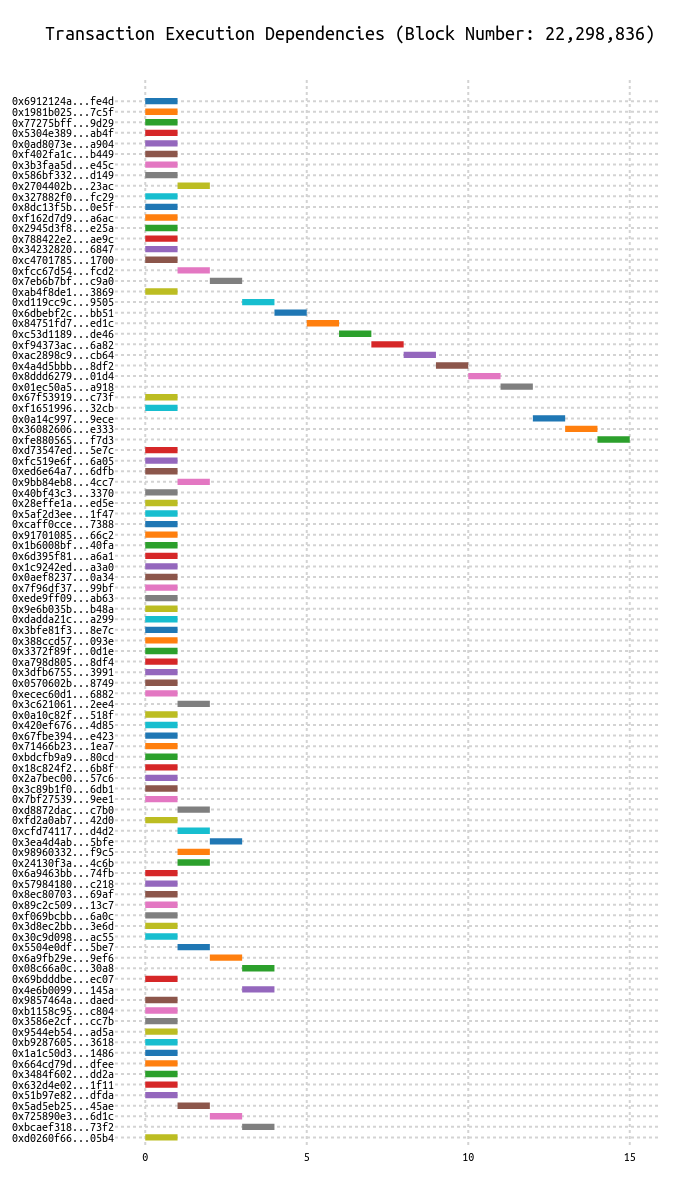 Transaction Execution Dependencies (Block Number: 22,298,836)
0x6912124a...fe4d
0x1981b025...7c5f
0x77275bff...9d29
0x5304e389...ab4f
0x0ad8073e...a904
0xf402fa1c...b449
0x3b3faa5d...e45c
0x586bf332...d149
0x2704402b...23ac
0x327882f0...fc29
0x8dc13f5b...0e5f
0xf162d7d9...a6ac
0x2945d3f8...e25a
0x788422e2...ae9c
0x34232820...6847
0xc4701785...1700
0xfcc67d54...fcd2
0x7eb6b7bf...c9a0
0xab4f8de1...3869
0xd119cc9c...9505
0x6dbebf2c...bb51
0x84751fd7...ed1c
0xc53d1189...de46
0xf94373ac...6a82
0xac2898c9...cb64
0x4a4d5bbb...8df2
0x8ddd6279...01d4
0x01ec50a5...a918
0x67f53919...c73f
0xf1651996...32cb
0x0a14c997...9ece
0x36082606...e333
0xfe880565...f7d3
0xd73547ed...5e7c
0xfc519e6f...6a05
0xed6e64a7...6dfb
0x9bb84eb8...4cc7
0x40bf43c3...3370
0x28effe1a...ed5e
0x5af2d3ee...1f47
0xcaff0cce...7388
0x91701085...66c2
0x1b6008bf...40fa
0x6d395f81...a6a1
0x1c9242ed...a3a0
0x0aef8237...0a34
0x7f96df37...99bf
0xede9ff09...ab63
0x9e6b035b...b48a
0xdadda21c...a299
0x3bfe81f3...8e7c
0x388ccd57...093e
0x3372f89f...0d1e
0xa798d805...8df4
0x3dfb6755...3991
0x0570602b...8749
0xecec60d1...6882
0x3c621061...2ee4
0x0a10c82f...518f
0x420ef676...4d85
0x67fbe394...e423
0x71466b23...1ea7
0xbdcfb9a9...80cd
0x18c824f2...6b8f
0x2a7bec00...57c6
0x3c89b1f0...6db1
0x7bf27539...9ee1
0xd8872dac...c7b0
0xfd2a0ab7...42d0
0xcfd74117...d4d2
0x3ea4d4ab...5bfe
0x98960332...f9c5
0x24130f3a...4c6b
0x6a9463bb...74fb
0x57984180...c218
0x8ec80703...69af
0x89c2c509...13c7
0xf069bcbb...6a0c
0x3d8ec2bb...3e6d
0x30c9d098...ac55
0x5504e0df...5be7
0x6a9fb29e...9ef6
0x08c66a0c...30a8
0x69bdddbe...ec07
0x4e6b0099...145a
0x9857464a...daed
0xb1158c95...c804
0x3586e2cf...cc7b
0x9544eb54...ad5a
0xb9287605...3618
0x1a1c50d3...1486
0x664cd79d...dfee
0x3484f602...dd2a
0x632d4e02...1f11
0x51b97e82...dfda
0x5ad5eb25...45ae
0x725890e3...6d1c
0xbcaef318...73f2
0xd0260f66...05b4
0 5 10 15